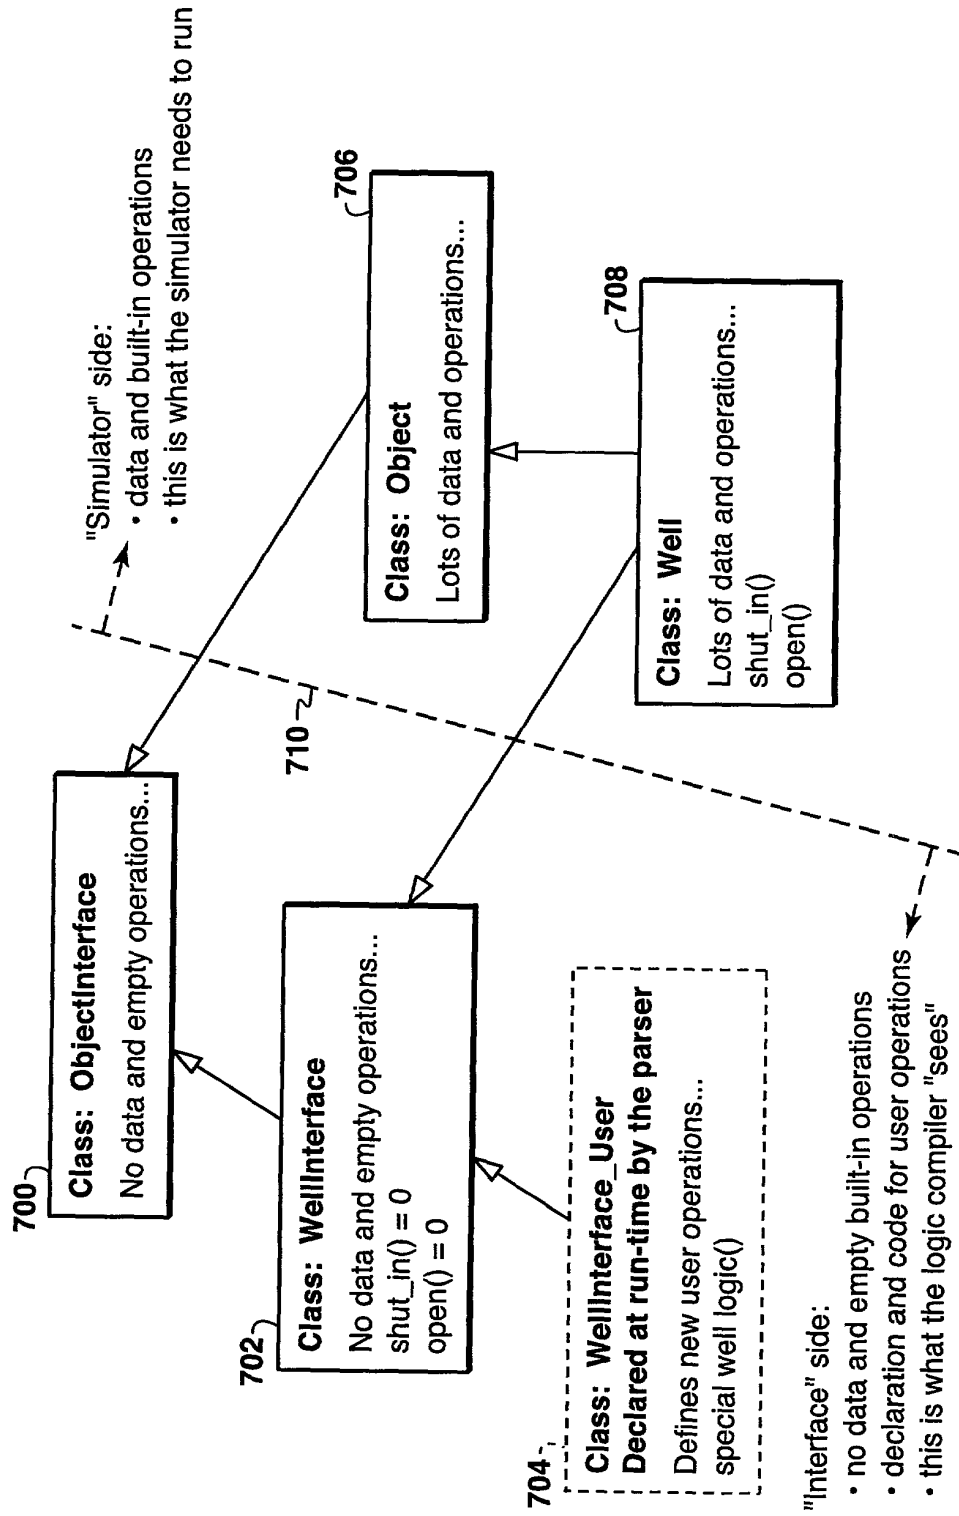 "Simulator" side:
• data and built-in operations
• this is what the simulator needs to run
700
Class: ObjectInterface
No data and empty operations...
706
Class: Object
Lots of data and operations...
710
702
Class: WellInterface
No data and empty operations...
shut_in() = 0
open() = 0
708
Class: Well
Lots of data and operations...
shut_in()
open()
704
Class: WellInterface_User
Declared at run-time by the parser
Defines new user operations...
special well logic()
"Interface" side:
• no data and empty built-in operations
• declaration and code for user operations
• this is what the logic compiler "sees"